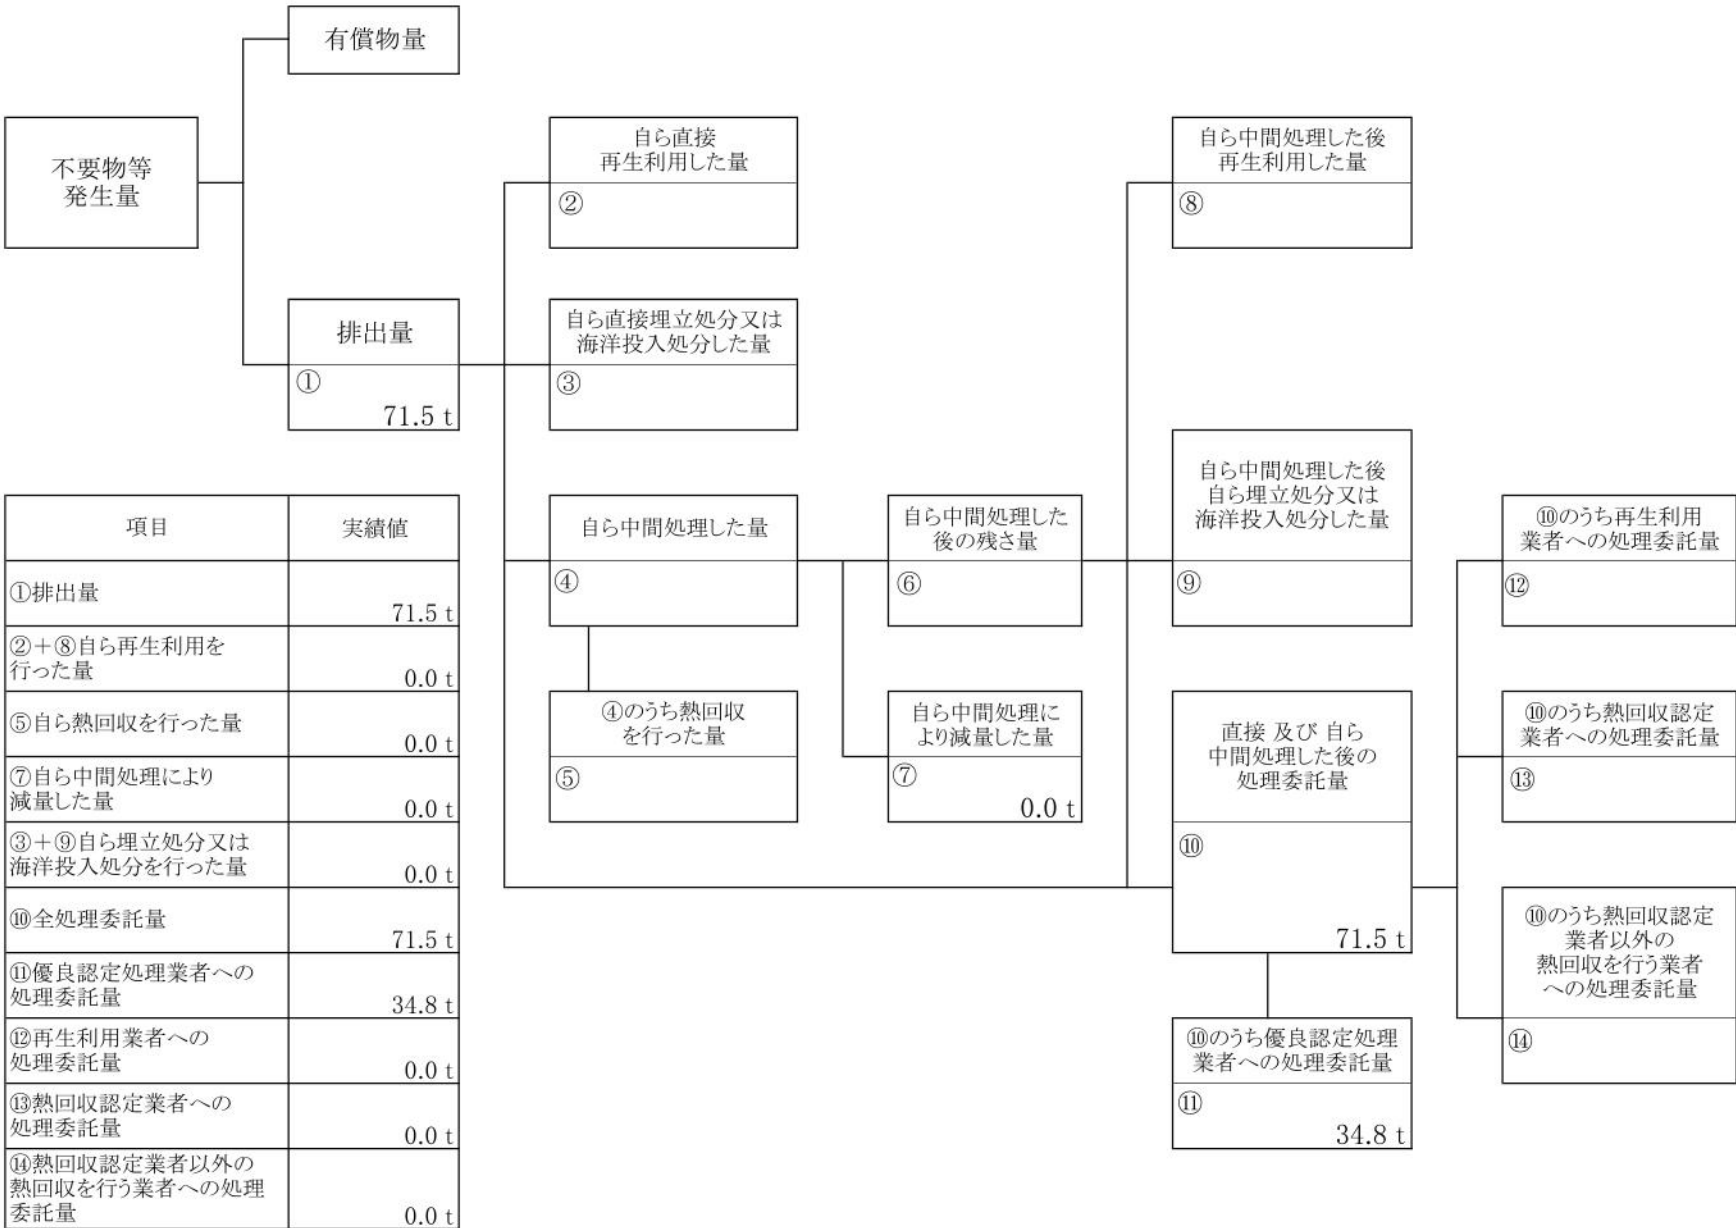 有償物量
不要物等
発生量
自ら直接
再生利用した量
②
自ら中間処理した後
再生利用した量
⑧
排出量
①
71.5 t
自ら直接埋立処分又は
海洋投入処分した量
③
自ら中間処理した量
④
自ら中間処理した
後の残さ量
⑥
自ら中間処理した後
自ら埋立処分又は
海洋投入処分した量
⑨
⑩のうち再生利用
業者への処理委託量
⑫
④のうち熱回収
を行った量
⑤
自ら中間処理に
より減量した量
⑦
0.0 t
直接 及び 自ら
中間処理した後の
処理委託量
⑩
71.5 t
⑩のうち熱回収認定
業者への処理委託量
⑬
⑩のうち熱回収認定
業者以外の
熱回収を行う業者
への処理委託量
⑭
⑩のうち優良認定処理
業者への処理委託量
⑪
34.8 t
項目 実績値
①排出量
71.5 t
②+⑧自ら再生利用を
行った量
0.0 t
⑤自ら熱回収を行った量
0.0 t
⑦自ら中間処理により
減量した量
0.0 t
③+⑨自ら埋立処分又は
海洋投入処分を行った量
0.0 t
⑩全処理委託量
71.5 t
⑪優良認定処理業者への
処理委託量
34.8 t
⑫再生利用業者への
処理委託量
0.0 t
⑬熱回収認定業者への
処理委託量
0.0 t
⑭熱回収認定業者以外の
熱回収を行う業者への処理
委託量
0.0 t